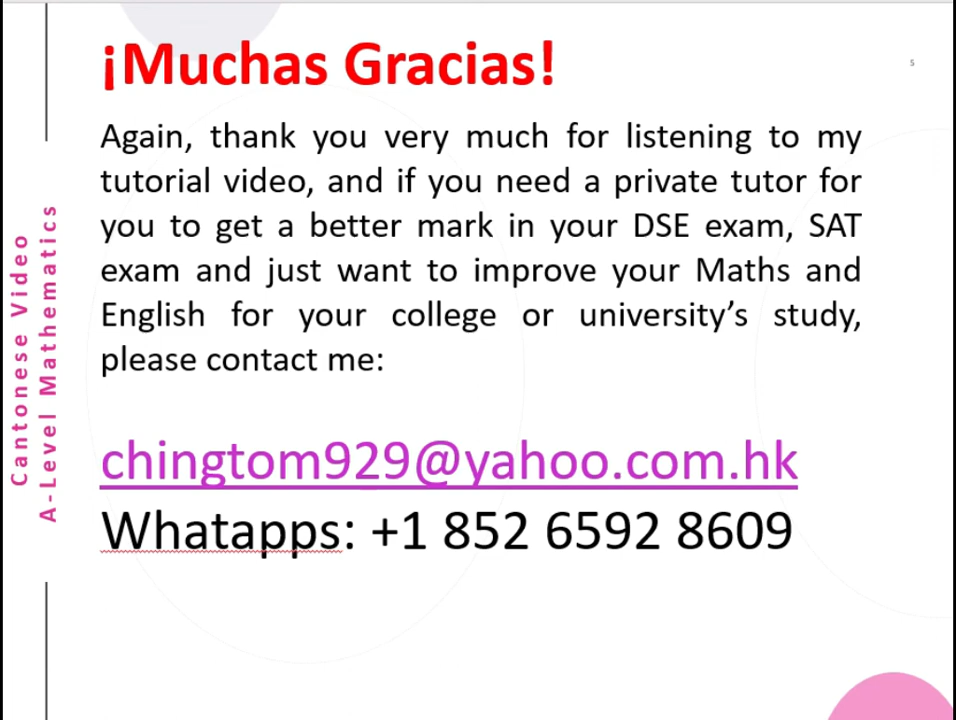 ¡Muchas Gracias!
5
Again, thank you very much for listening to my
tutorial video, and if you need a private tutor for
you to get a better mark in your DSE exam, SAT
exam and just want to improve your Maths and
English for your college or university’s study,
please contact me:
chingtom929@yahoo.com.hk
Whatapps: +1 852 6592 8609
Cantonese Video
A-Level Mathematics